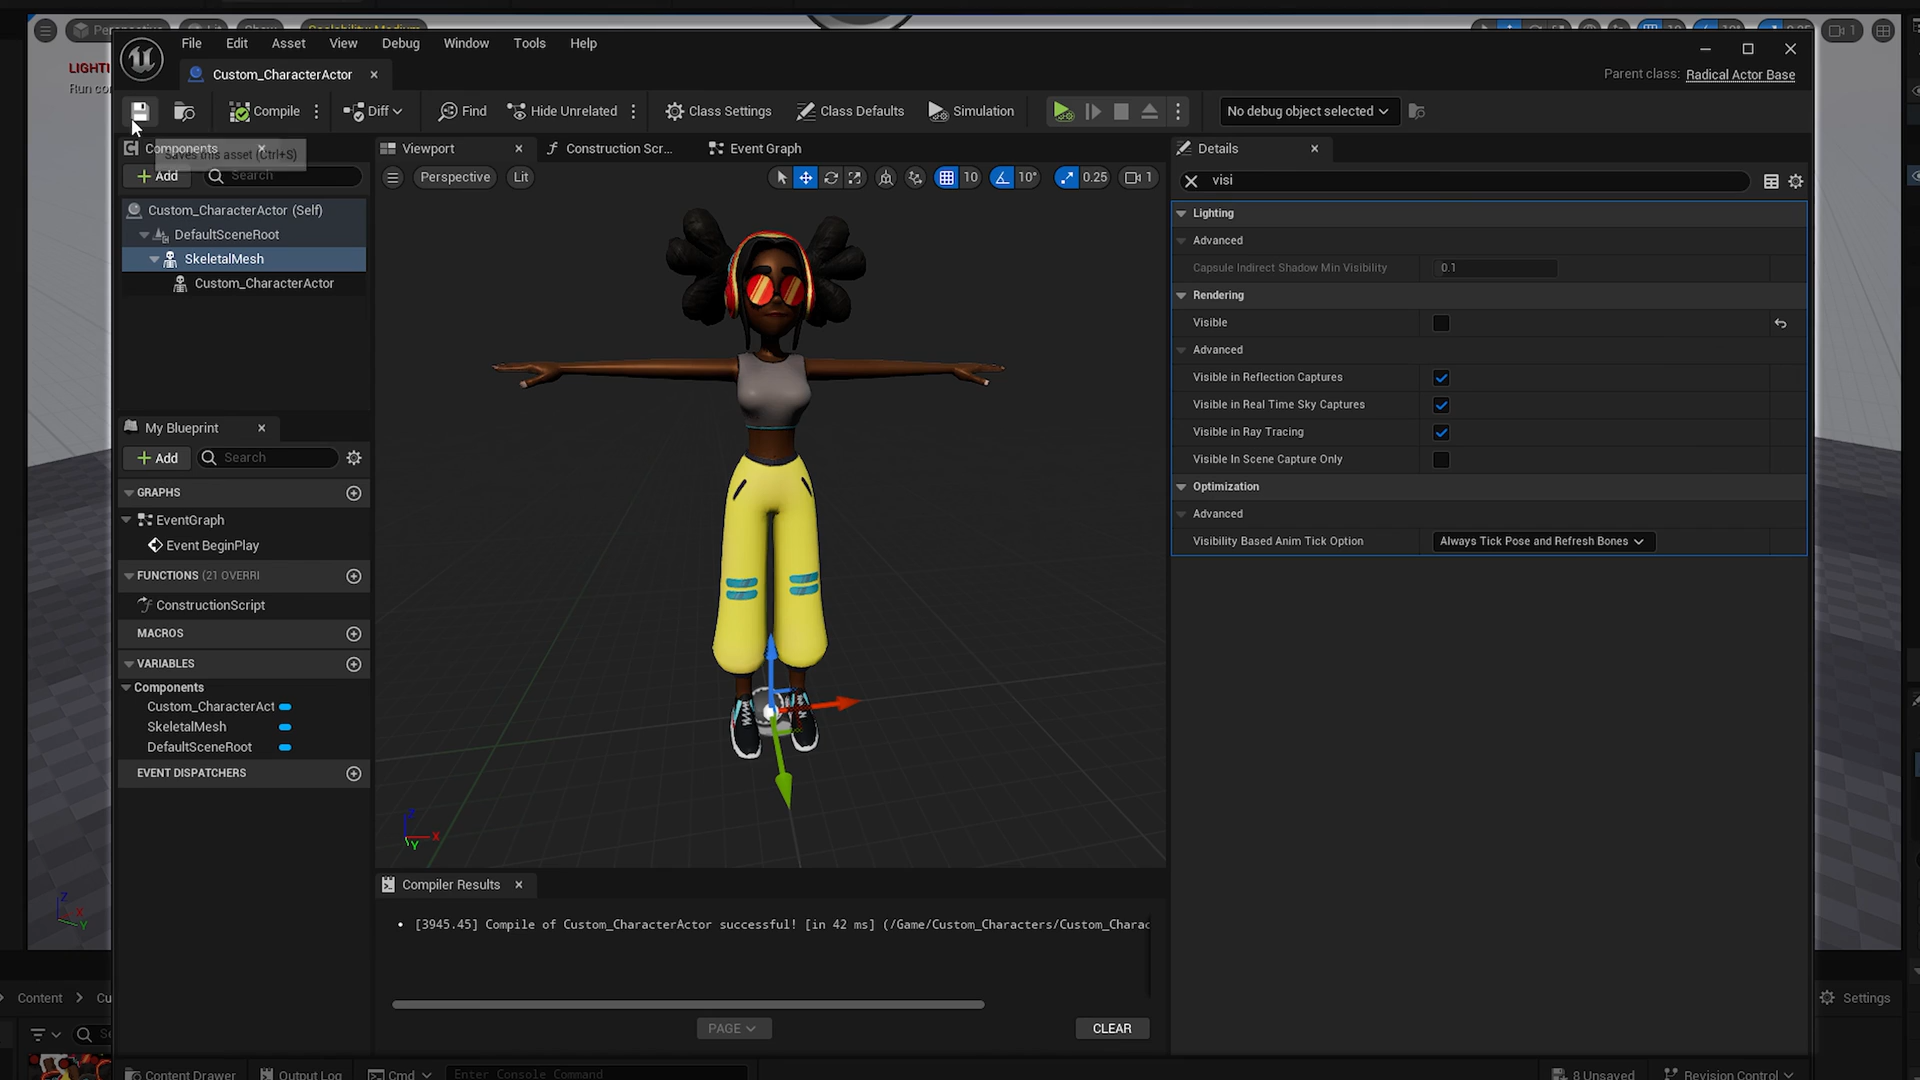 File Edit Asset View Debug Window Tools Help
Custom_CharacterActor
Parent class: Radical Actor Base
Compile
Diff
Find
Hide Unrelated
Class Settings
Class Defaults
Simulation
No debug object selected
LIGHTI
Run co
Components
Saves this asset (Ctrl+S)
Add
Search
Custom_CharacterActor (Self)
DefaultSceneRoot
SkeletalMesh
Custom_CharacterActor
My Blueprint
Add
Search
GRAPHS
EventGraph
Event BeginPlay
FUNCTIONS (21 OVERRI
ConstructionScript
MACROS
VARIABLES
Components
Custom_CharacterAct
SkeletalMesh
DefaultSceneRoot
EVENT DISPATCHERS
Viewport
Construction Scr...
Event Graph
Perspective
Lit
10
10°
0.25
1
Z
X
Y
Compiler Results
[3945.45] Compile of Custom_CharacterActor successful! [in 42 ms] (/Game/Custom_Characters/Custom_Charac
PAGE
CLEAR
Details
visi
Lighting
Advanced
Capsule Indirect Shadow Min Visibility 0.1
Rendering
Visible
Advanced
Visible in Reflection Captures
Visible in Real Time Sky Captures
Visible in Ray Tracing
Visible In Scene Capture Only
Optimization
Advanced
Visibility Based Anim Tick Option Always Tick Pose and Refresh Bones
1
Z
X
Y
Content
Cu
Settings
Content Drawer
Output Log
Cmd
Enter Console Command
8 Unsaved
Revision Control